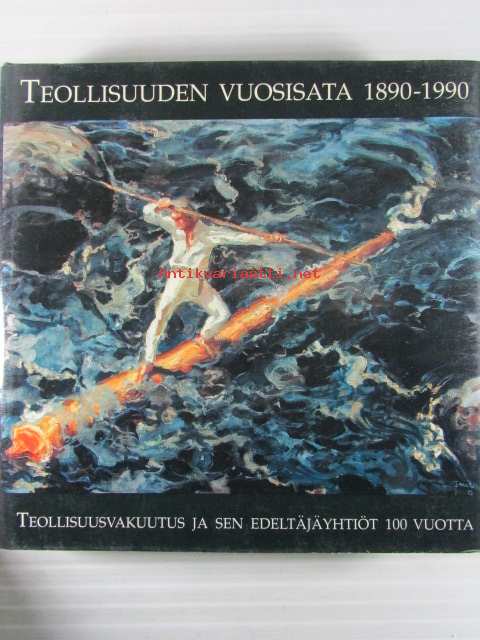 TEOLLISUUDEN VUOSISATA 1890-1990
Antikvariaatti.net
TEOLLISUUSVAKUUTUS JA SEN EDELTÄJÄYHTIÖT 100 VUOTTA